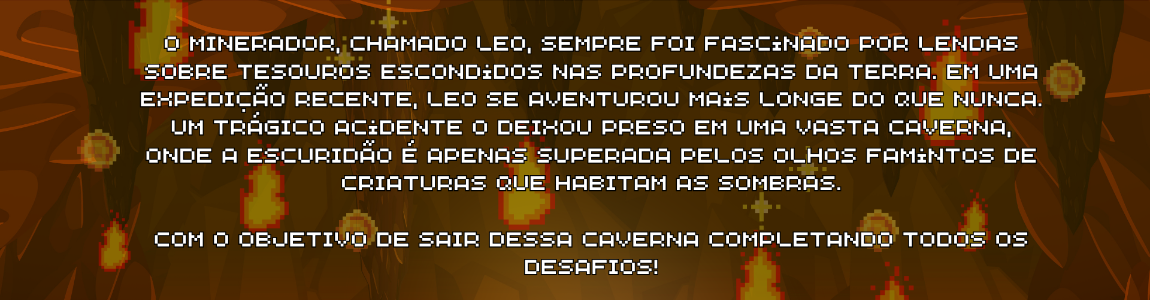 O MINERADOR, CHAMADO LEO, SEMPRE FOI FASCiNADO POR LENDAS
SOBRE TESOUROS ESCONDiDOS NAS PROFUNDEZAS DA TERRA. EM UMA
EXPEDIÇÃO RECENTE, LEO SE AVENTUROU MAiS LONGE DO QUE NUNCA.
UM TRÁGICO ACiDENTE O DEIXOU PRESO EM UMA VASTA CAVERNA,
ONDE A ESCURIDÃO É APENAS SUPERADA PELOS OLHOS FAMiNTOS DE
CRIATURAS QUE HABITAM AS SOMBRAS.
COM O OBJETIVO DE SAIR DESSA CAVERNA COMPLETANDO TODOS OS
DESAFIOS!